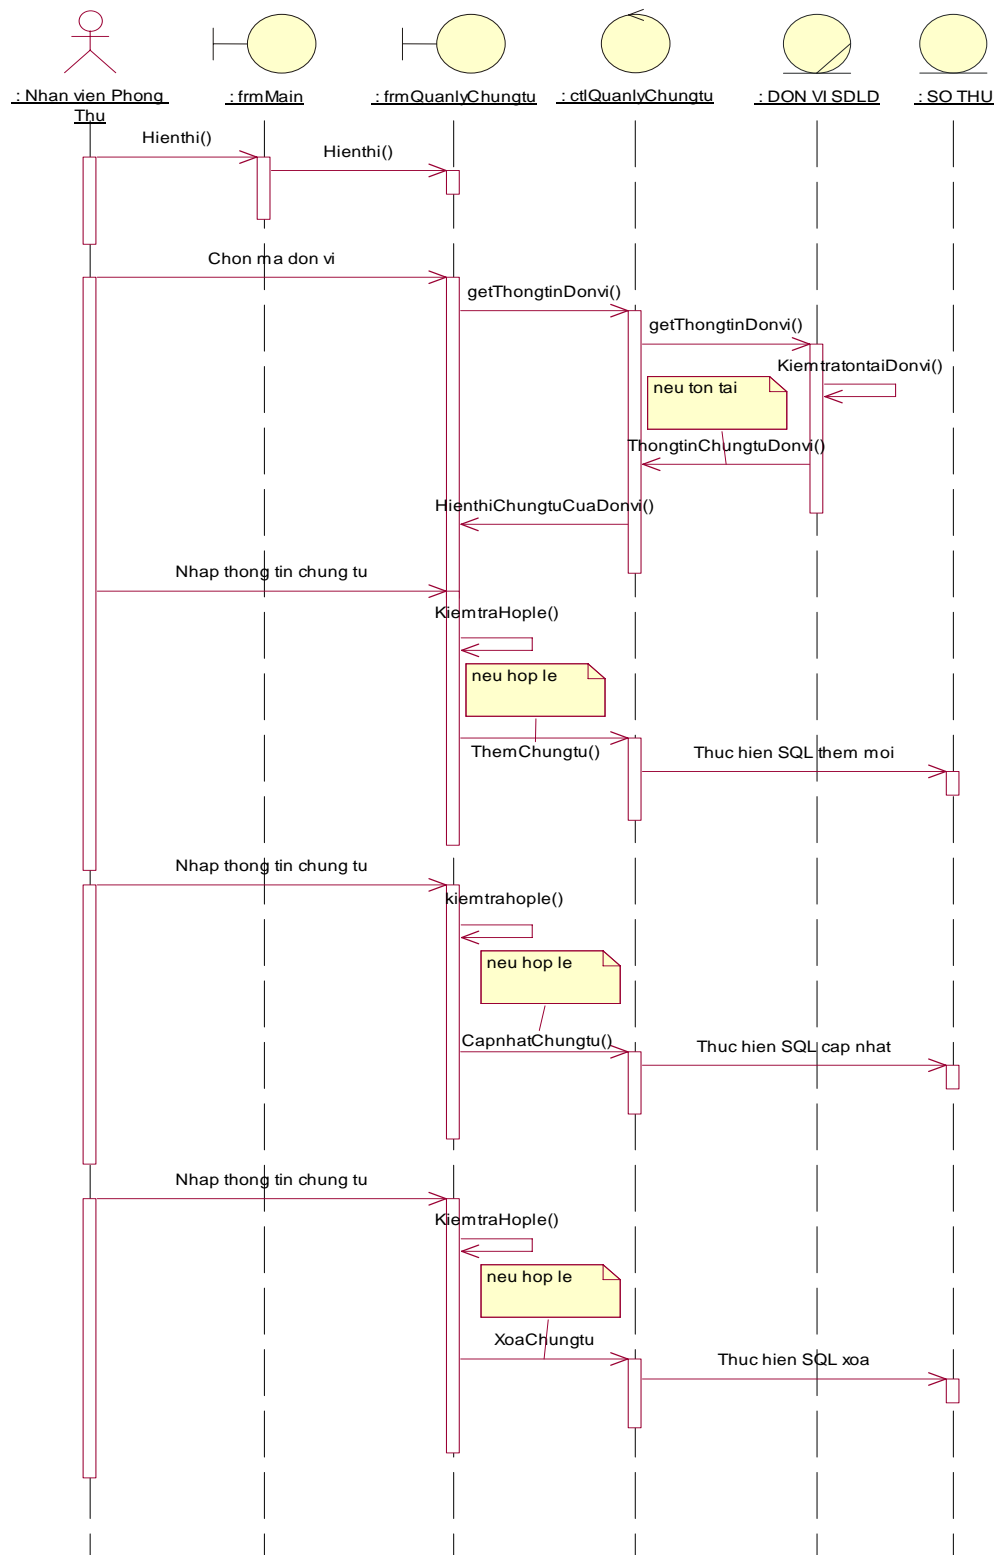 : Nhan vien Phong
Thu
: frmMain
: frmQuanlyChungtu
: ctlQuanlyChungtu
: DON VI SDLD
: SO THU
Hienthi()
Hienthi()
Chon ma don vi
getThongtinDonvi()
getThongtinDonvi()
KiemtratontaiDonvi()
neu ton tai
ThongtinChungtuDonvi()
HienthiChungtuCuaDonvi()
Nhap thong tin chung tu
KiemtraHople()
neu hop le
ThemChungtu()
Thuc hien SQL them moi
Nhap thong tin chung tu
kiemtrahople()
neu hop le
CapnhatChungtu()
Thuc hien SQL cap nhat
Nhap thong tin chung tu
KiemtraHople()
neu hop le
XoaChungtu
Thuc hien SQL xoa